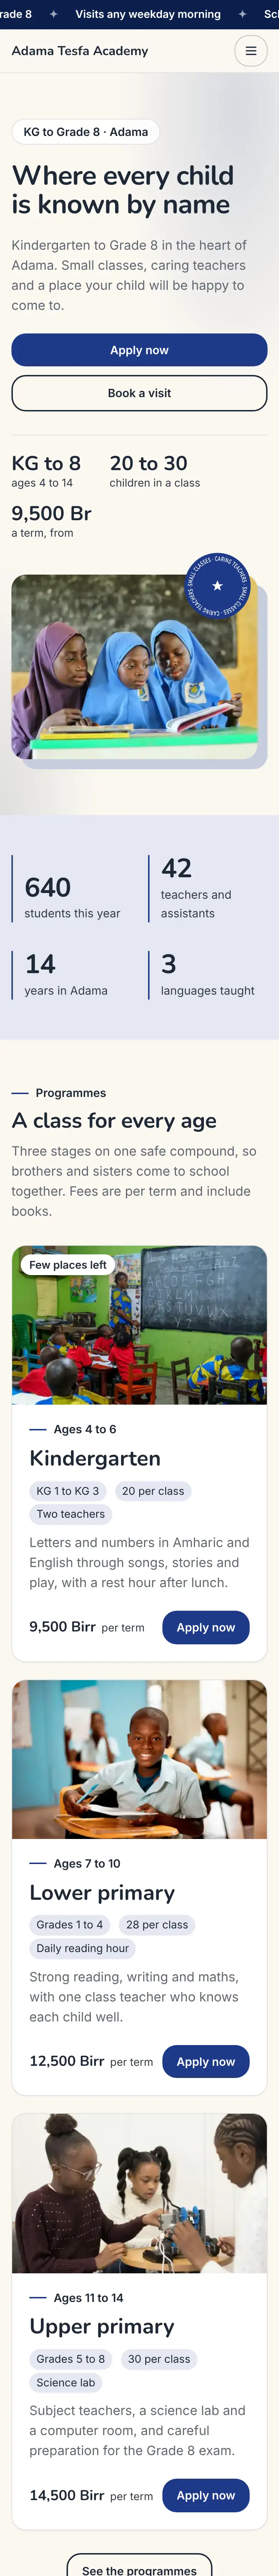 rade 8 ✦ Visits any weekday morning ✦ Sc
Adama Tesfa Academy
KG to Grade 8 · Adama
Where every child
is known by name
Kindergarten to Grade 8 in the heart of
Adama. Small classes, caring teachers
and a place your child will be happy to
come to.
Apply now
Book a visit
KG to 8
ages 4 to 14
20 to 30
children in a class
9,500 Br
a term, from
SMALL CLASSES · CARING TEACHERS · SMALL CLASSES · CARING TEACHERS ·
640
students this year
42
teachers and
assistants
14
years in Adama
3
languages taught
Programmes
A class for every age
Three stages on one safe compound, so
brothers and sisters come to school
together. Fees are per term and include
books.
Few places left
Ages 4 to 6
Kindergarten
KG 1 to KG 3
20 per class
Two teachers
Letters and numbers in Amharic and
English through songs, stories and
play, with a rest hour after lunch.
9,500 Birr per term
Apply now
Ages 7 to 10
Lower primary
Grades 1 to 4
28 per class
Daily reading hour
Strong reading, writing and maths,
with one class teacher who knows
each child well.
12,500 Birr per term
Apply now
Ages 11 to 14
Upper primary
Grades 5 to 8
30 per class
Science lab
Subject teachers, a science lab and
a computer room, and careful
preparation for the Grade 8 exam.
14,500 Birr per term
Apply now
See the programmes